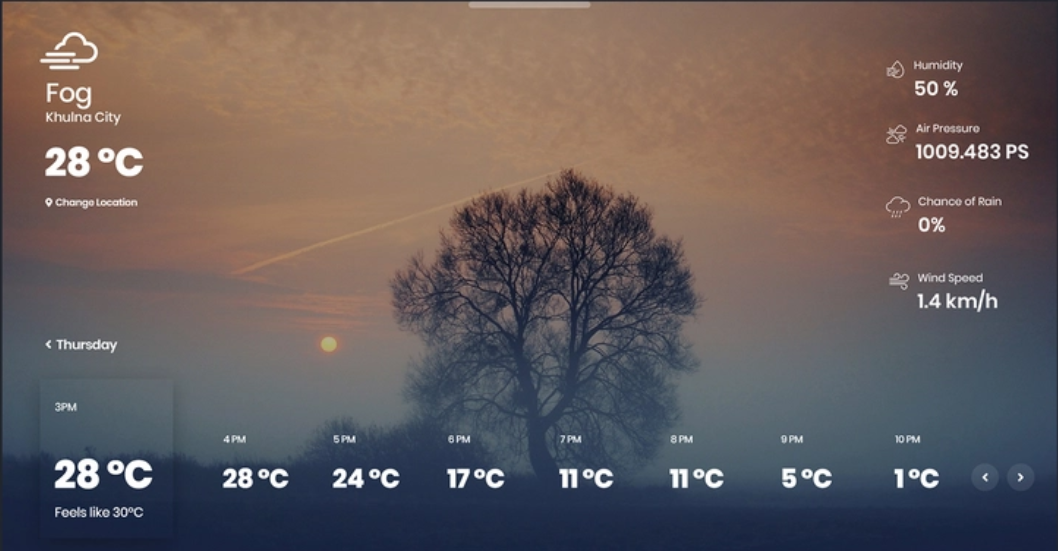 Fog
Khulna City
28 °C
Change Location
Humidity
50 %
Air Pressure
1009.483 PS
Chance of Rain
0%
Wind Speed
1.4 km/h
Thursday
3PM
28 °C
Feels like 30°C
4 PM
28 °C
5 PM
24 °C
6 PM
17 °C
7 PM
11 °C
8 PM
11 °C
9 PM
5 °C
10 PM
1 °C